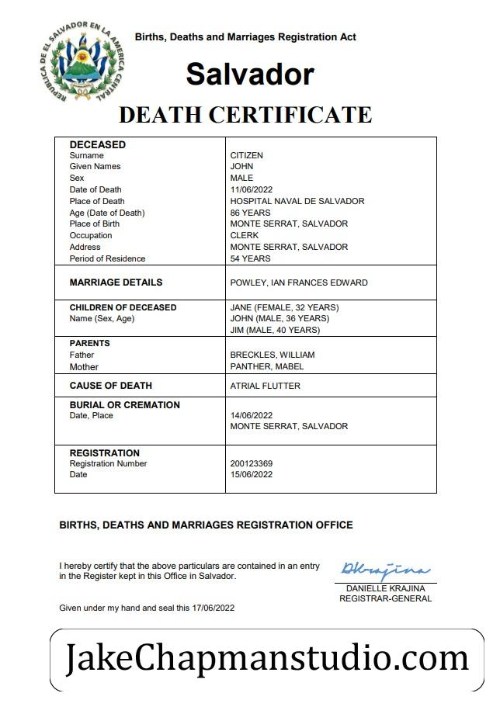 REPUBLICA DE EL SALVADOR EN LA AMERICA CENTRAL
Births, Deaths and Marriages Registration Act
Salvador
DEATH CERTIFICATE
DECEASED
Surname CITIZEN
Given Names JOHN
Sex MALE
Date of Death 11/06/2022
Place of Death HOSPITAL NAVAL DE SALVADOR
Age (Date of Death) 86 YEARS
Place of Birth MONTE SERRAT, SALVADOR
Occupation CLERK
Address MONTE SERRAT, SALVADOR
Period of Residence 54 YEARS
MARRIAGE DETAILS POWLEY, IAN FRANCES EDWARD
CHILDREN OF DECEASED JANE (FEMALE, 32 YEARS)
Name (Sex, Age) JOHN (MALE, 36 YEARS)
JIM (MALE, 40 YEARS)
PARENTS
Father BRECKLES, WILLIAM
Mother PANTHER, MABEL
CAUSE OF DEATH ATRIAL FLUTTER
BURIAL OR CREMATION
Date, Place 14/06/2022
MONTE SERRAT, SALVADOR
REGISTRATION
Registration Number 200123369
Date 15/06/2022
BIRTHS, DEATHS AND MARRIAGES REGISTRATION OFFICE
I hereby certify that the above particulars are contained in an entry
in the Register kept in this Office in Salvador.
DKrajina
DANIELLE KRAJINA
REGISTRAR-GENERAL
Given under my hand and seal this 17/06/2022
JakeChapmanstudio.com